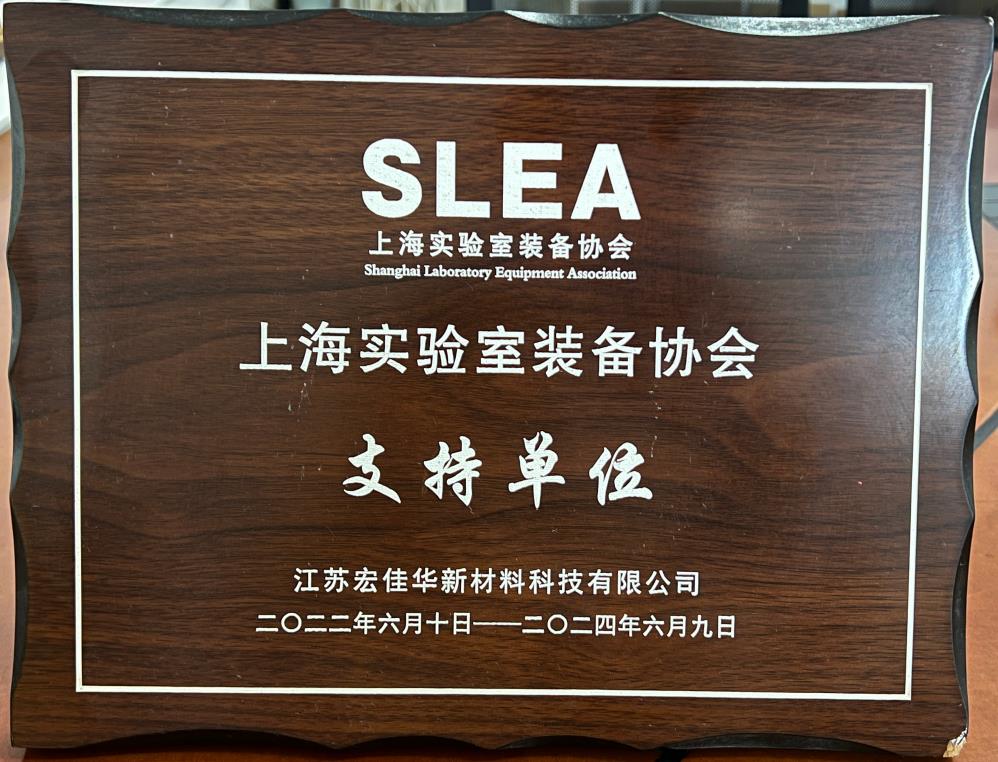 SLEA
上海实验室装备协会
Shanghai Laboratory Equipment Association
上海实验室装备协会
支持单位
江苏宏佳华新材料科技有限公司
二〇二二年六月十日——二〇二四年六月九日